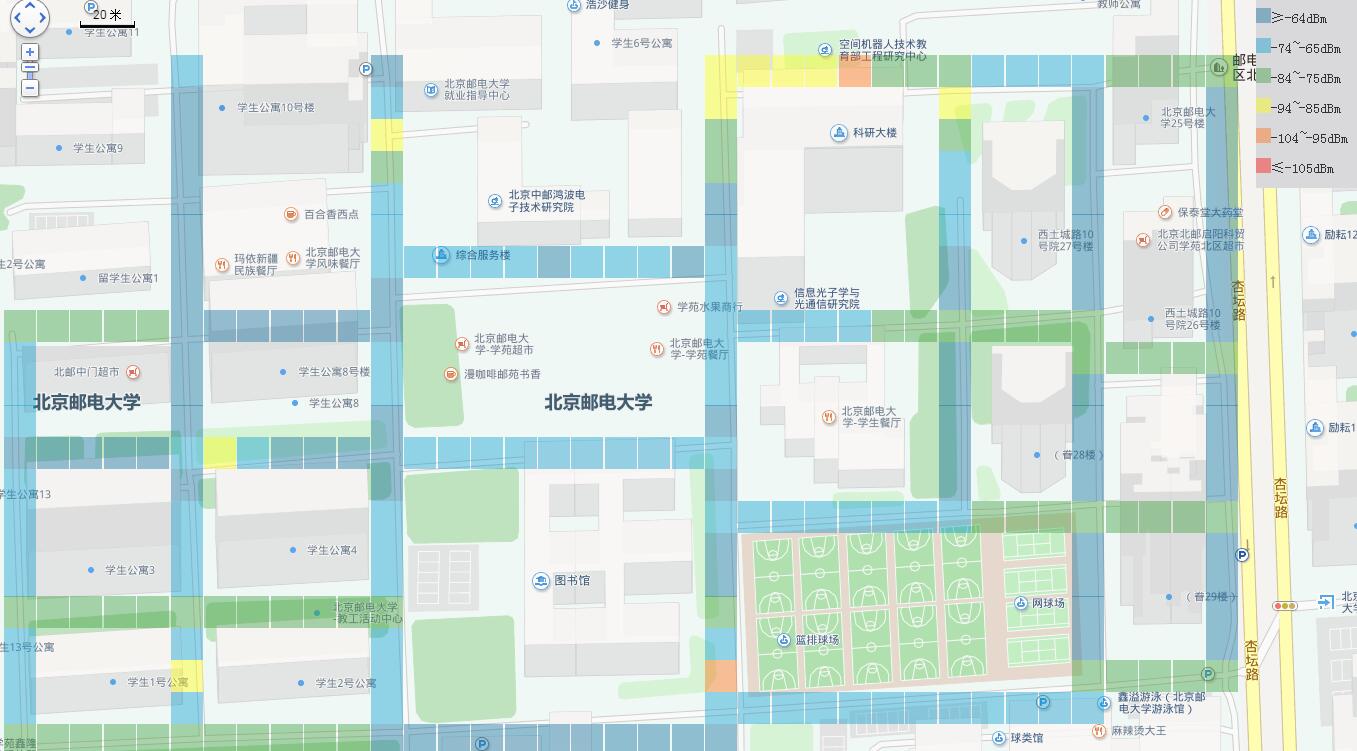 20 米
学生公寓11
浩沙健身
学生6号公寓
教师公寓
空间机器人技术教
育部工程研究中心
≥-64dBm
-74~-65dBm
-84~-75dBm
-94~-85dBm
-104~-95dBm
≤-105dBm
邮电
区北
北京邮电大学
就业指导中心
学生公寓10号楼
科研大楼
北京邮电大
学25号楼
学生公寓9
北京中邮鸿波电
子技术研究院
百合香西点
保泰堂大药堂
西土城路10
号院27号楼
北京北邮启阳科贸
公司学苑北区超市
励耘12
玛依新疆
民族餐厅
北京邮电大
学风味餐厅
综合服务楼
生2号公寓
留学生公寓1
信息光子学与
光通信研究院
杏坛路
学苑水果商行
西土城路10
号院26号楼
北京邮电大
学-学苑超市
北京邮电大
学-学苑餐厅
北邮中门超市
学生公寓8号楼
漫咖啡邮苑书香
北京邮电大学
学生公寓8
北京邮电大学
北京邮电大
学-学生餐厅
励耘1
（眷28楼）
学生公寓13
杏坛路
学生公寓4
学生公寓3
图书馆
P
（眷29楼）
网球场
北京邮电大学
-教工活动中心
蓝排球场
生13号公寓
杏坛路
学生1号公寓
学生2号公寓
鑫溢游泳（北京邮
电大学游泳馆）
麻辣烫大王
球类馆
学苑鑫隆